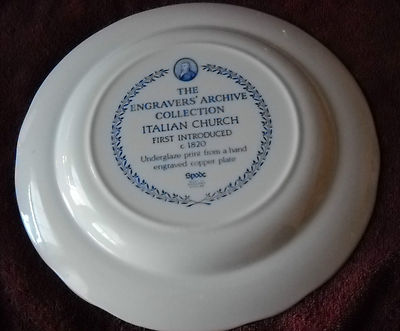 THE
ENGRAVERS' ARCHIVE
COLLECTION
ITALIAN CHURCH
FIRST INTRODUCED
c.1820
Underglaze print from a hand
engraved copper plate
Spode